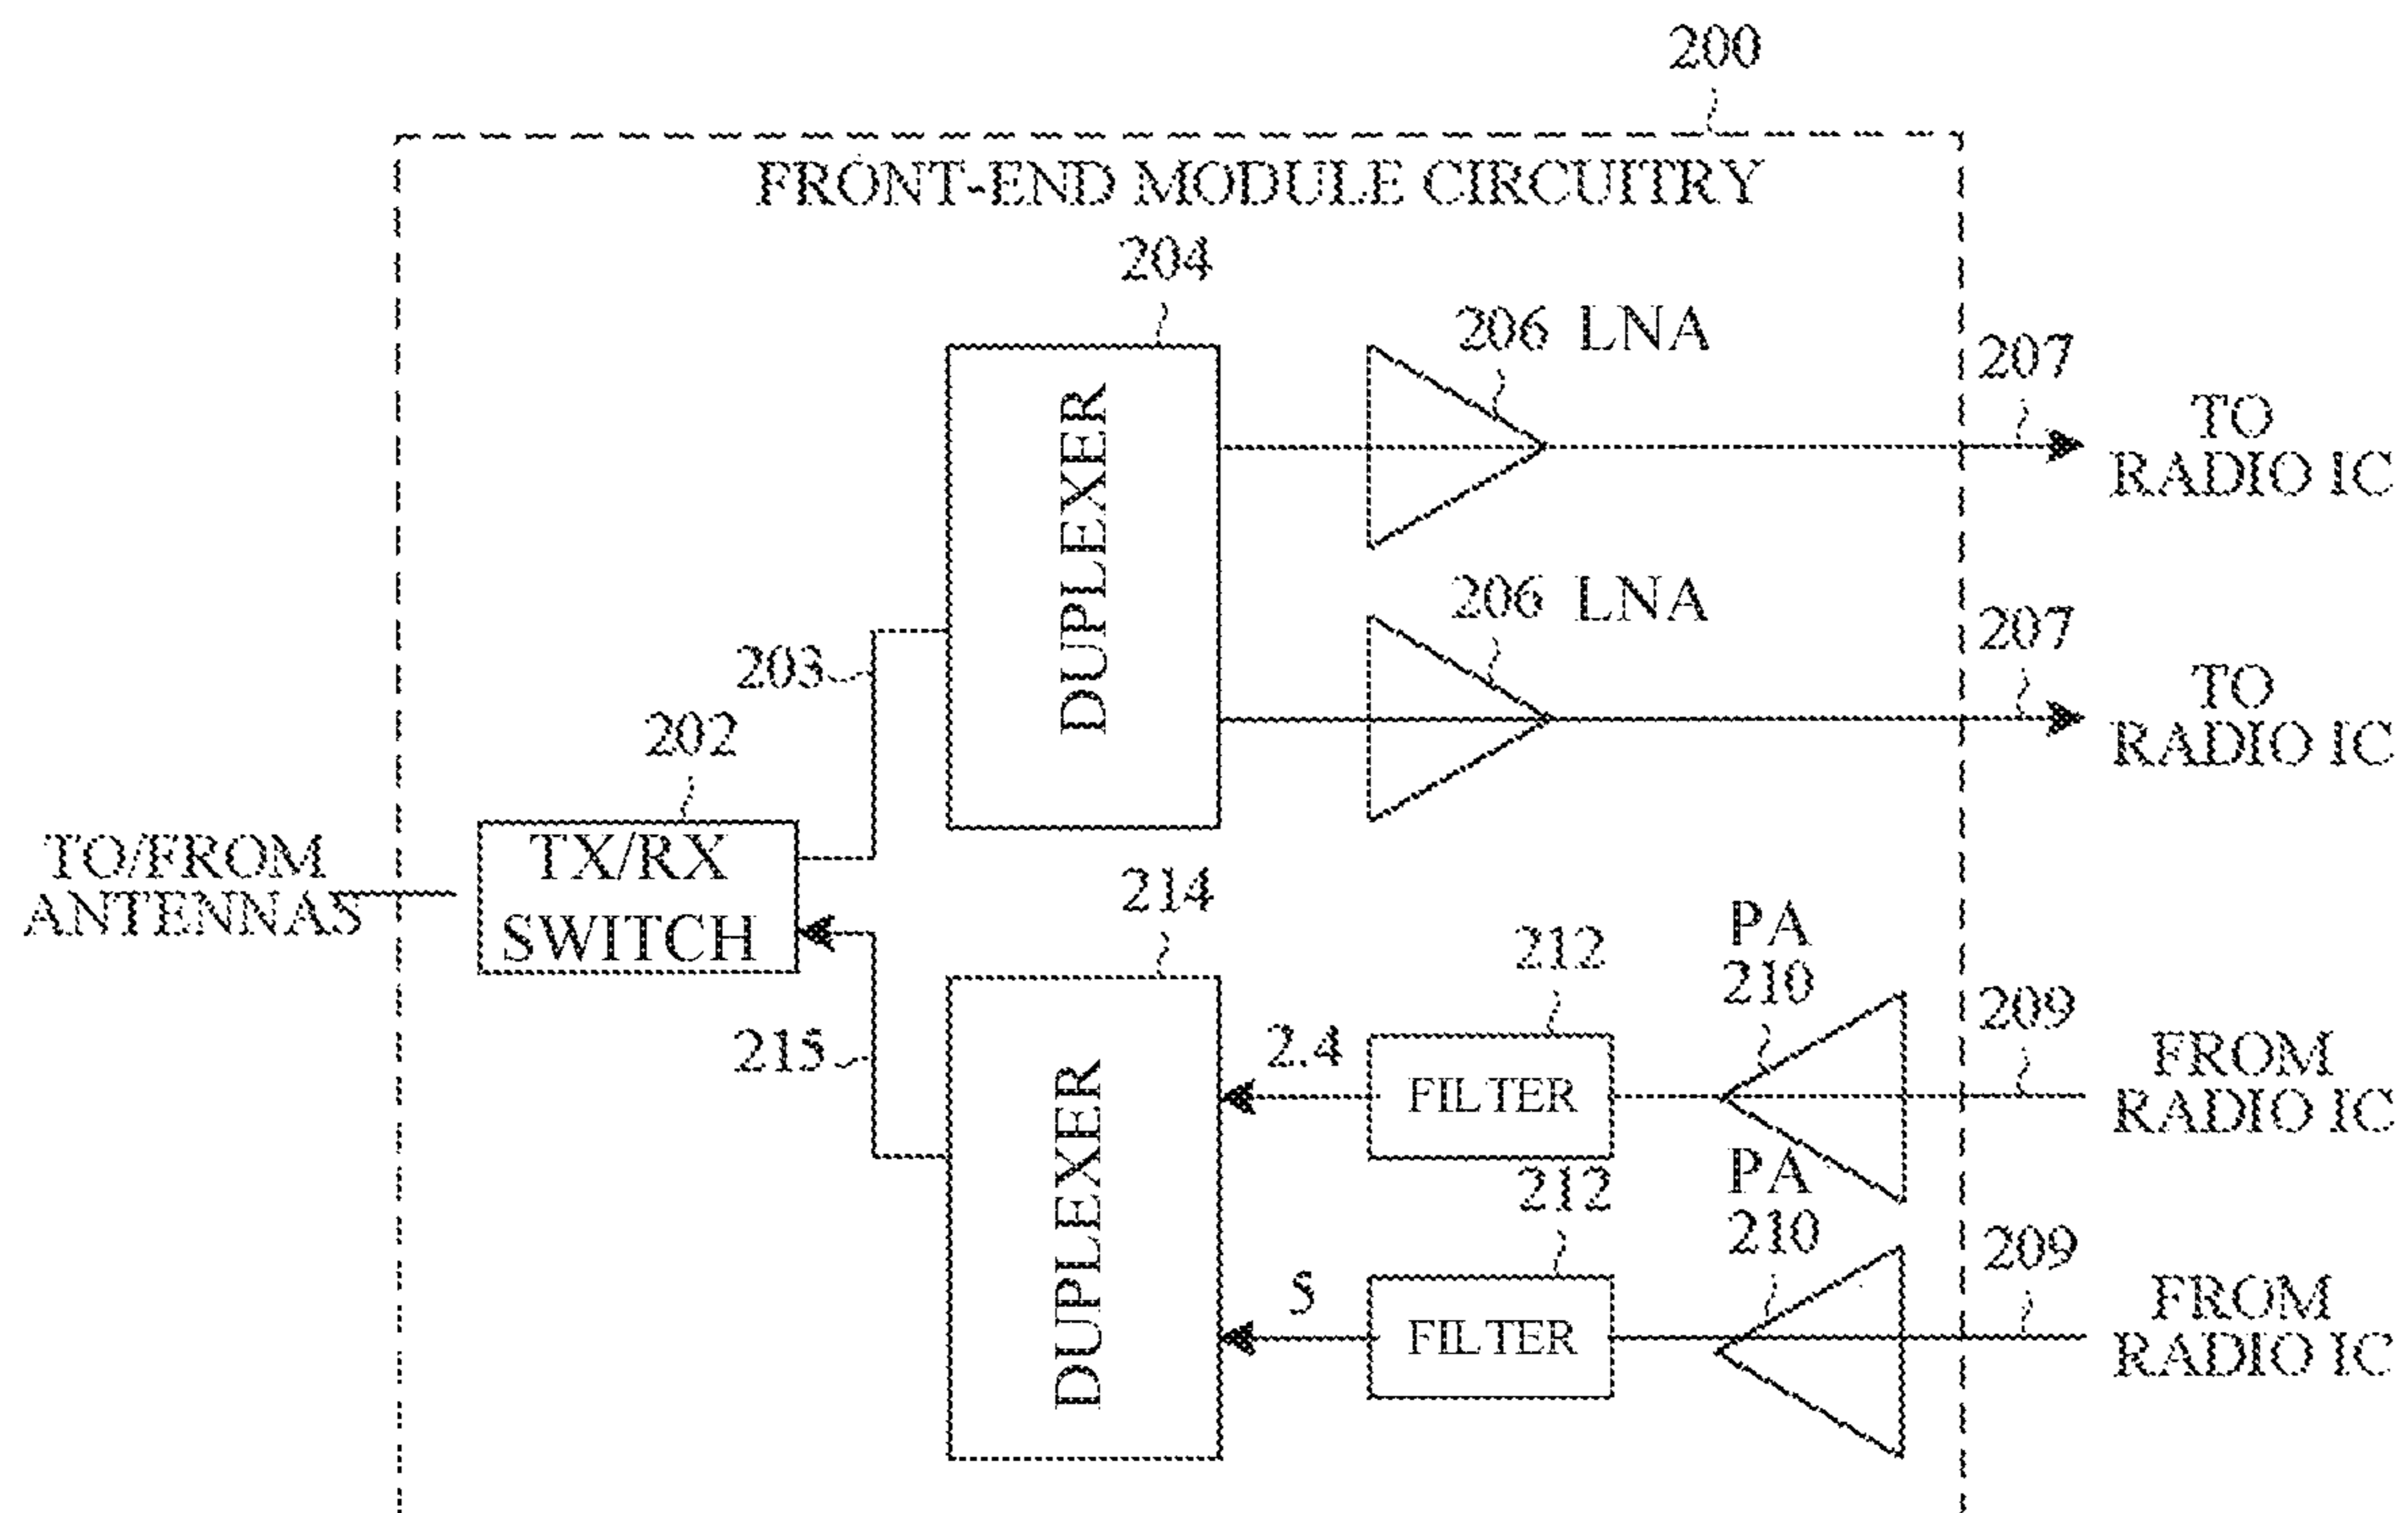 200
FRONT-END MODULE CIRCUITRY
204
206 LNA
207
TO
RADIO IC
DUPLEXER
206 LNA
207
TO
RADIO IC
203
202
TO/FROM
ANTENNAS
TX/RX
SWITCH
214
215
DUPLEXER
2.4
212
FILTER
PA
210
209
FROM
RADIO IC
5
212
FILTER
PA
210
209
FROM
RADIO IC